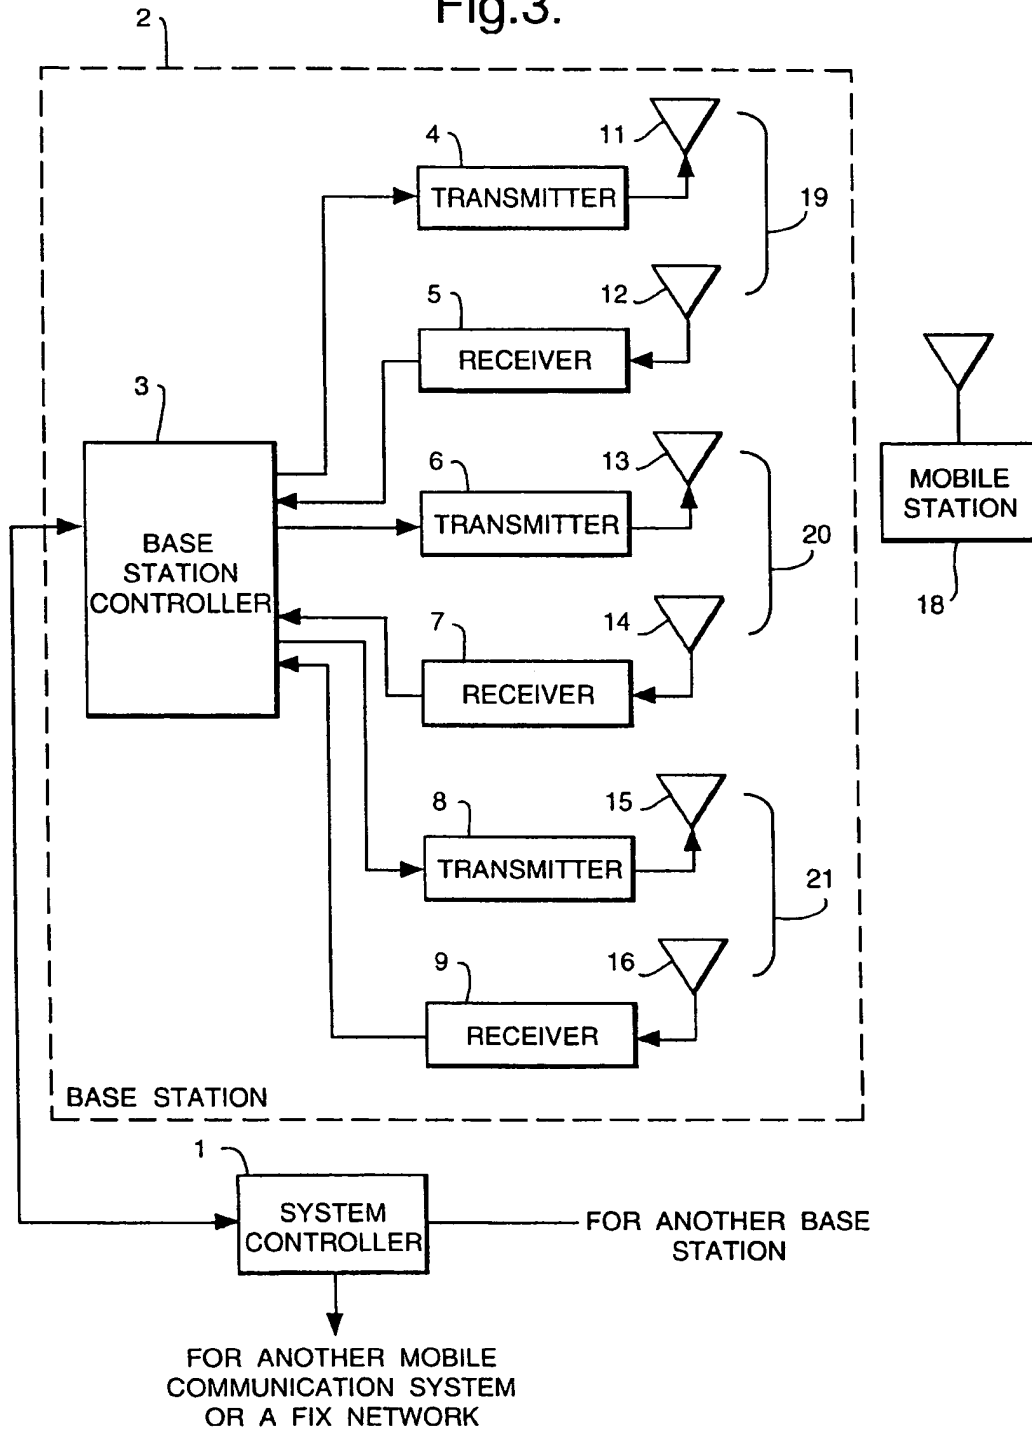 Fig.3.
2
4
11
TRANSMITTER
19
5
12
RECEIVER
3
6
13
TRANSMITTER
MOBILE
STATION
20
BASE
STATION
CONTROLLER
18
7
14
RECEIVER
8
15
TRANSMITTER
21
9
16
RECEIVER
BASE STATION
1
SYSTEM
CONTROLLER
FOR ANOTHER BASE
STATION
FOR ANOTHER MOBILE
COMMUNICATION SYSTEM
OR A FIX NETWORK